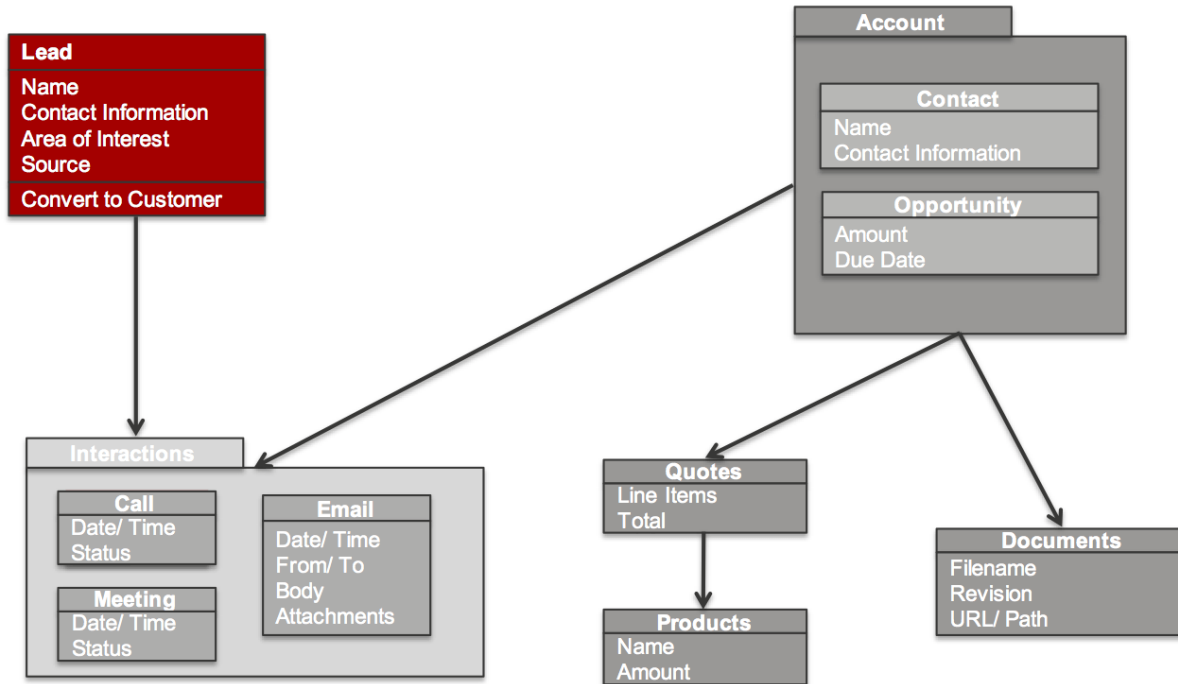 Lead
Name
Contact Information
Area of Interest
Source
Convert to Customer
Account
Contact
Name
Contact Information
Opportunity
Amount
Due Date
Interactions
Call
Date/ Time
Status
Meeting
Date/ Time
Status
Email
Date/ Time
From/ To
Body
Attachments
Quotes
Line Items
Total
Products
Name
Amount
Documents
Filename
Revision
URL/ Path